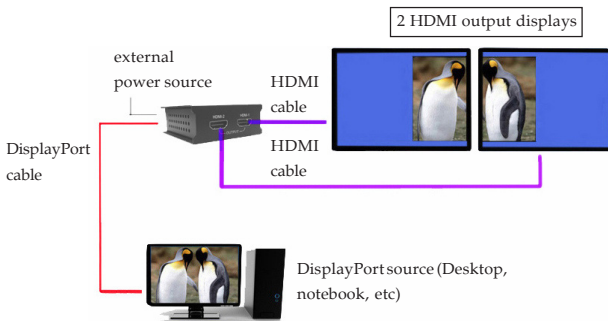 2 HDMI output displays
external
power source
HDMI
cable
HDMI
cable
DisplayPort
cable
DisplayPort source (Desktop,
notebook, etc)